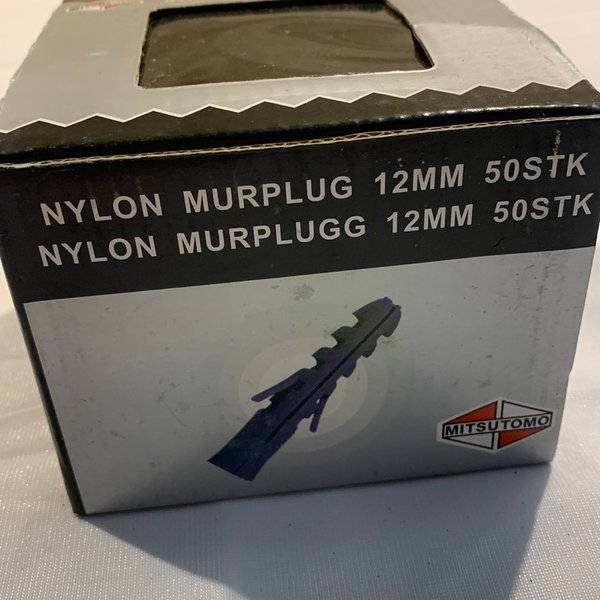 NYLON MURPLUG 12MM 50STK
NYLON MURPLUGG 12MM 50STK
MITSUTOMO